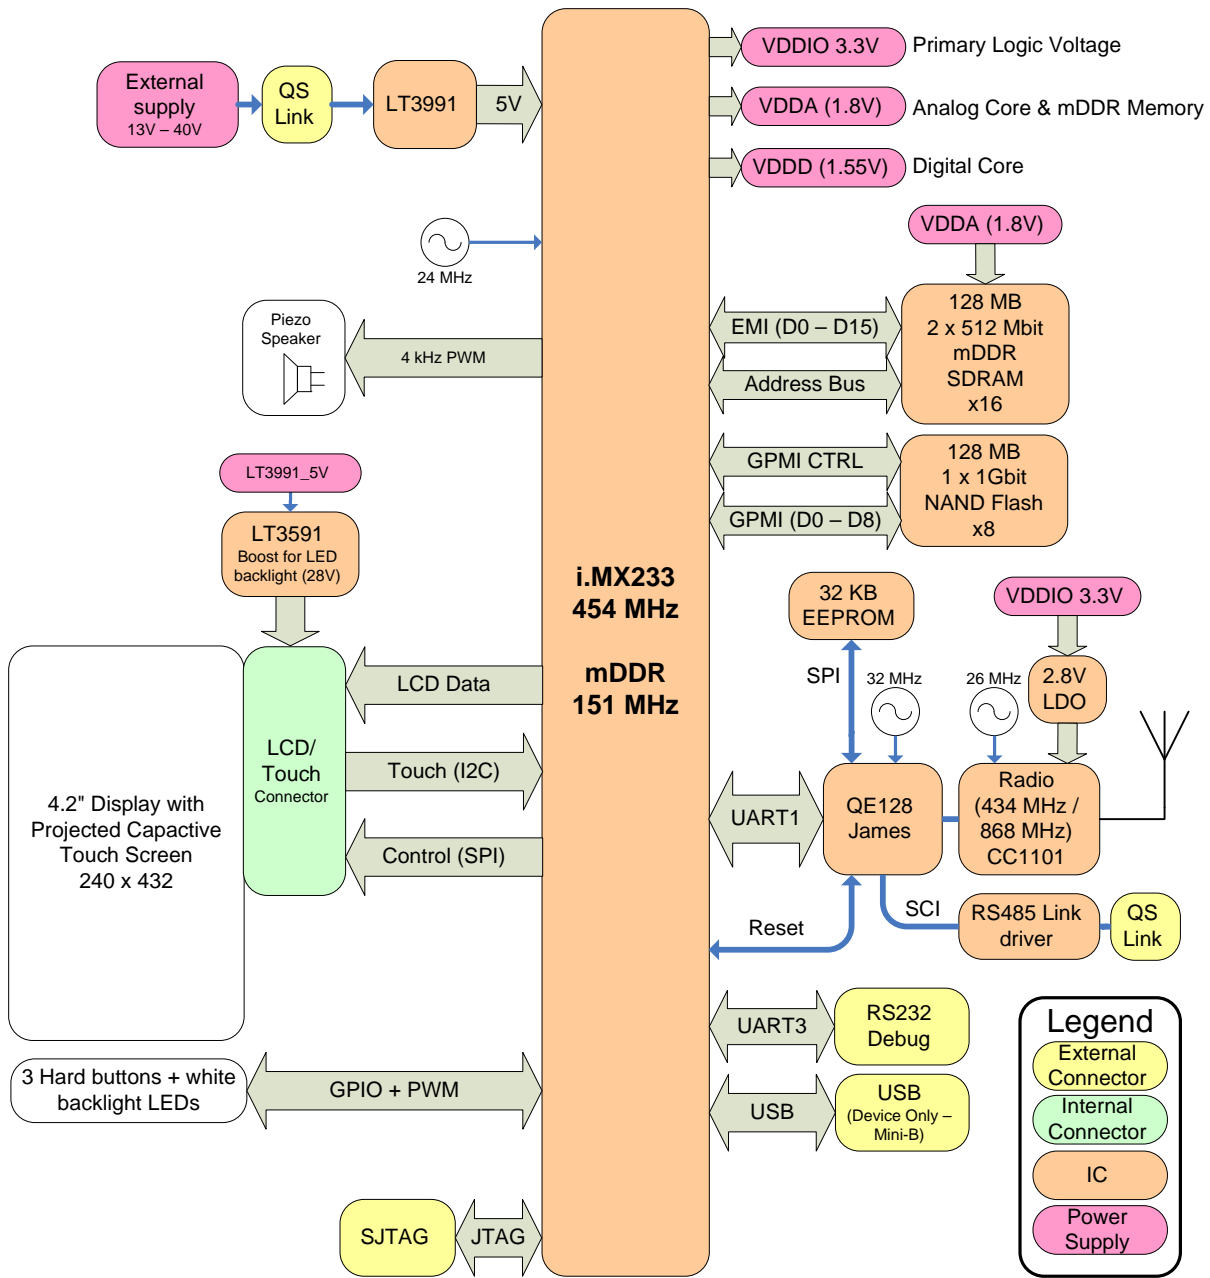 VDDIO 3.3V
Primary Logic Voltage
External
supply
13V – 40V
QS
Link
LT3991
5V
VDDA (1.8V)
Analog Core & mDDR Memory
VDDD (1.55V)
Digital Core
24 MHz
VDDA (1.8V)
Piezo
Speaker
4 kHz PWM
EMI (D0 – D15)
Address Bus
128 MB
2 x 512 Mbit
mDDR
SDRAM
x16
LT3991_5V
LT3591
Boost for LED
backlight (28V)
GPMI CTRL
GPMI (D0 – D8)
128 MB
1 x 1Gbit
NAND Flash
x8
i.MX233
454 MHz
mDDR
151 MHz
32 KB
EEPROM
VDDIO 3.3V
SPI
32 MHz
26 MHz
2.8V
LDO
LCD Data
LCD/
Touch
Connector
Touch (I2C)
Control (SPI)
4.2" Display with
Projected Capactive
Touch Screen
240 x 432
UART1
QE128
James
Radio
(434 MHz /
868 MHz)
CC1101
Reset
SCI
RS485 Link
driver
QS
Link
UART3
RS232
Debug
3 Hard buttons + white
backlight LEDs
GPIO + PWM
USB
USB
(Device Only –
Mini-B)
SJTAG
JTAG
Legend
External
Connector
Internal
Connector
IC
Power
Supply